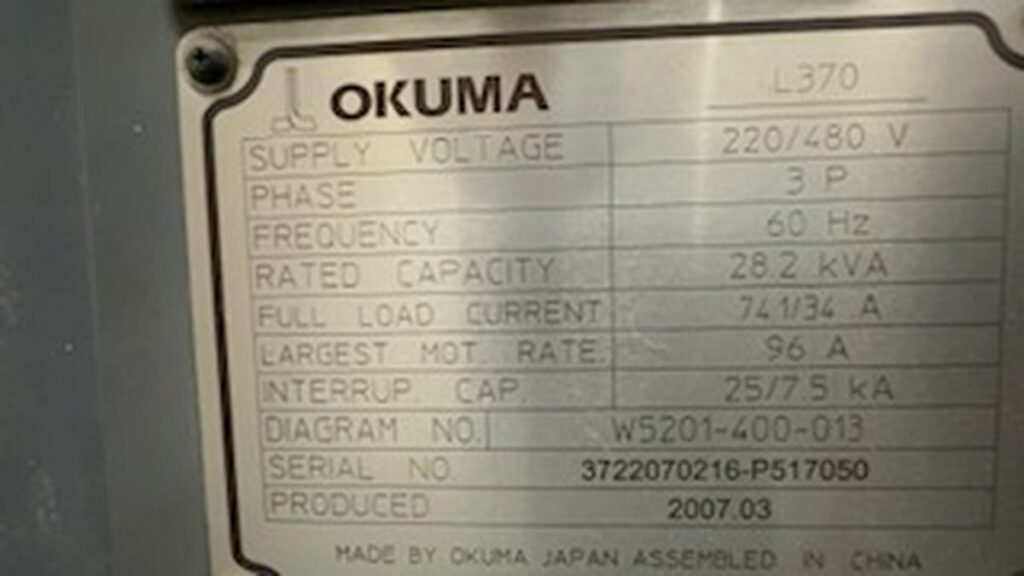 OKUMA L370
SUPPLY VOLTAGE 220/480 V
PHASE 3 P
FREQUENCY 60 Hz
RATED CAPACITY 28.2 kVA
FULL LOAD CURRENT 74.1/34 A
LARGEST MOT. RATE. 96 A
INTERRUP. CAP. 25/7.5 kA
DIAGRAM NO. W5201-400-013
SERIAL NO. 3722070216-P517050
PRODUCED 2007.03
MADE BY OKUMA JAPAN ASSEMBLED IN CHINA